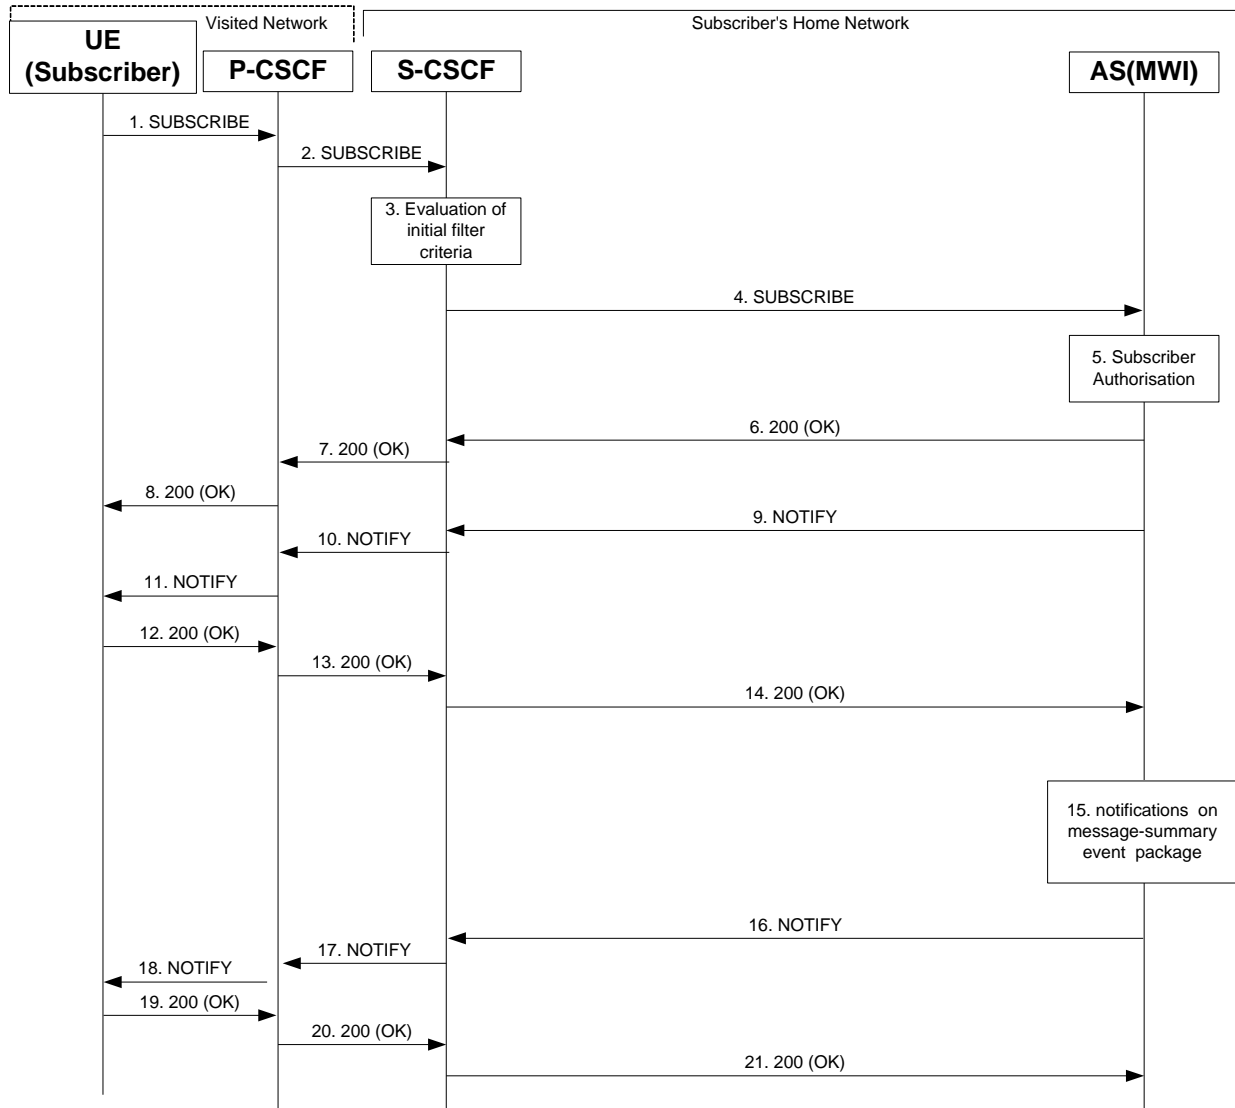 Visited Network
Subscriber's Home Network
UE
(Subscriber)
P-CSCF
S-CSCF
AS(MWI)
1. SUBSCRIBE
2. SUBSCRIBE
3. Evaluation of
initial filter
criteria
4. SUBSCRIBE
5. Subscriber
Authorisation
6. 200 (OK)
7. 200 (OK)
8. 200 (OK)
9. NOTIFY
10. NOTIFY
11. NOTIFY
12. 200 (OK)
13. 200 (OK)
14. 200 (OK)
15. notifications on
message-summary
event package
16. NOTIFY
17. NOTIFY
18. NOTIFY
19. 200 (OK)
20. 200 (OK)
21. 200 (OK)